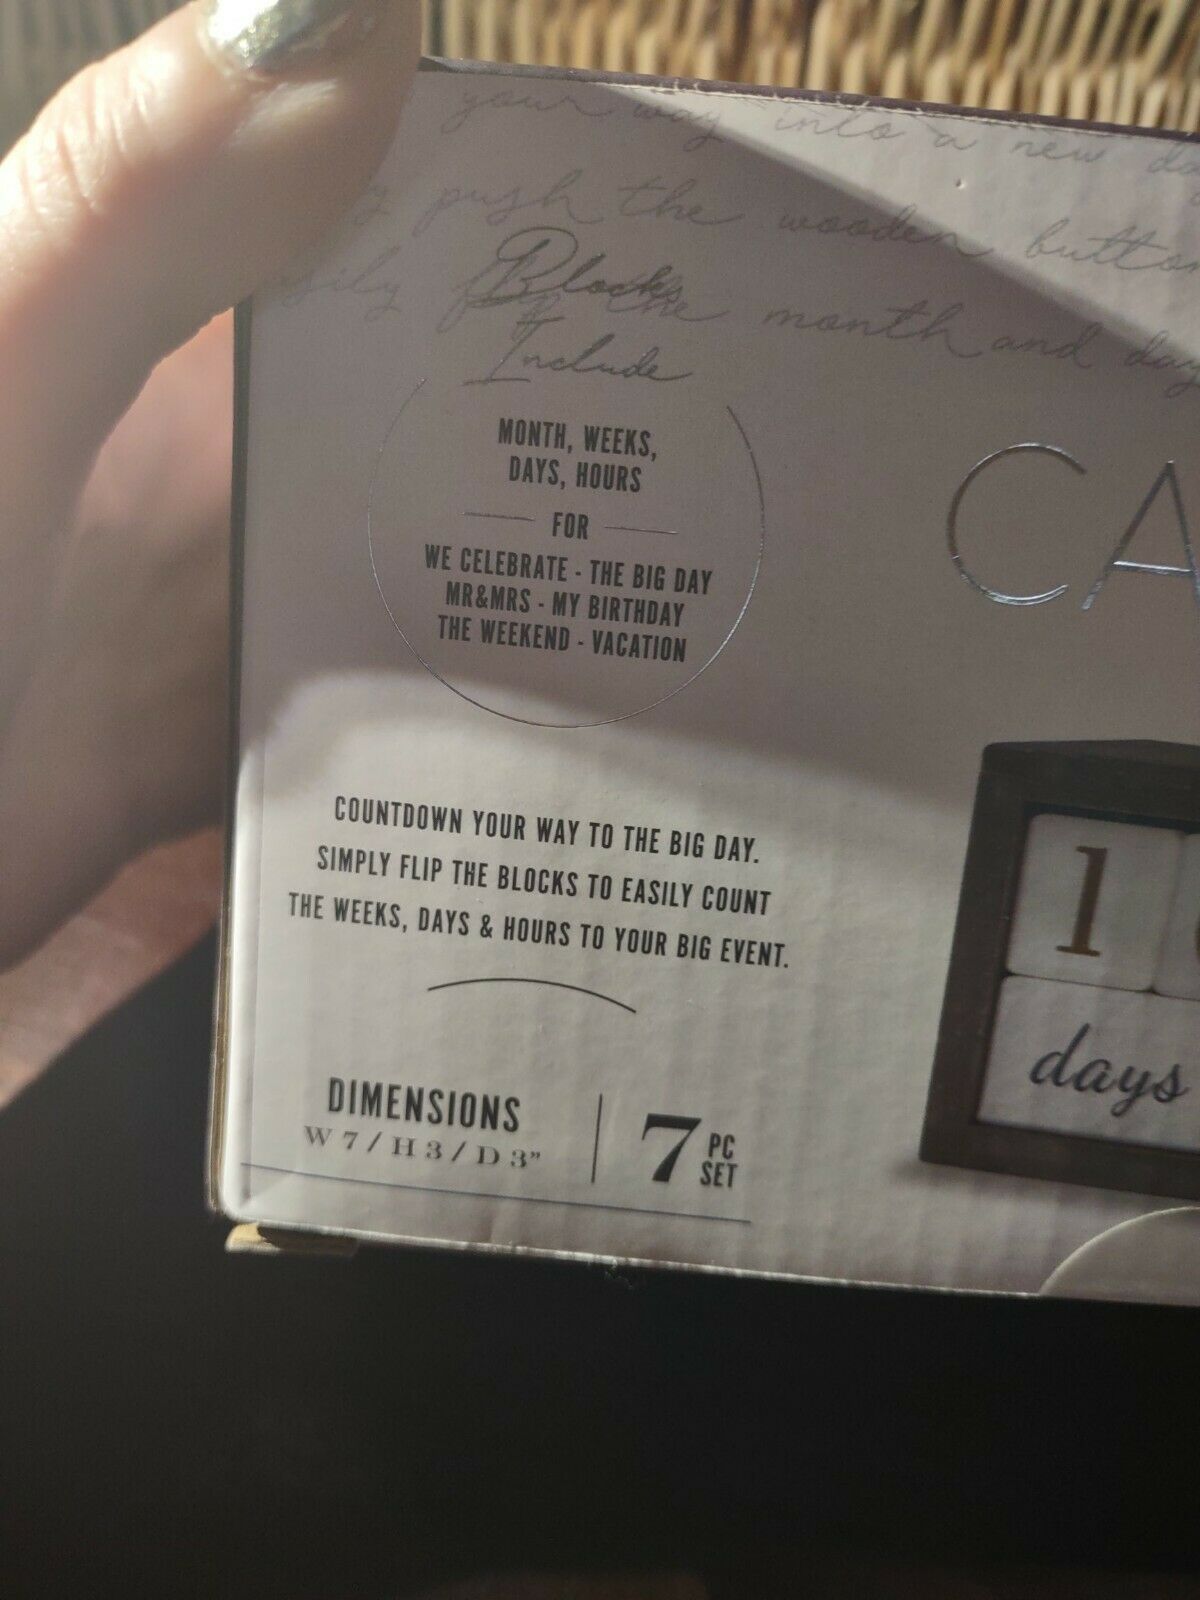 your way into a new
push the wooden
the month and
Blocks
Include
MONTH, WEEKS,
DAYS, HOURS
FOR
WE CELEBRATE - THE BIG DAY
MR&MRS - MY BIRTHDAY
THE WEEKEND - VACATION
CA
COUNTDOWN YOUR WAY TO THE BIG DAY.
SIMPLY FLIP THE BLOCKS TO EASILY COUNT
THE WEEKS, DAYS & HOURS TO YOUR BIG EVENT.
1
days
DIMENSIONS
W 7 / H 3 / D 3"
7 PC
SET